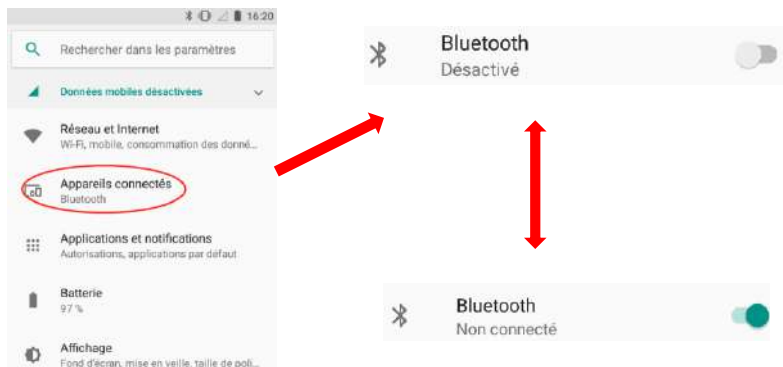 16:20
Rechercher dans les paramètres
Données mobiles désactivées
Réseau et Internet
Wi-Fi, mobile, consommation des donné...
Appareils connectés
Bluetooth
Applications et notifications
Autorisations, applications par défaut
Batterie
97 %
Affichage
Fond d'écran, mise en veille, taille de poli...
Bluetooth
Désactivé
Bluetooth
Non connecté